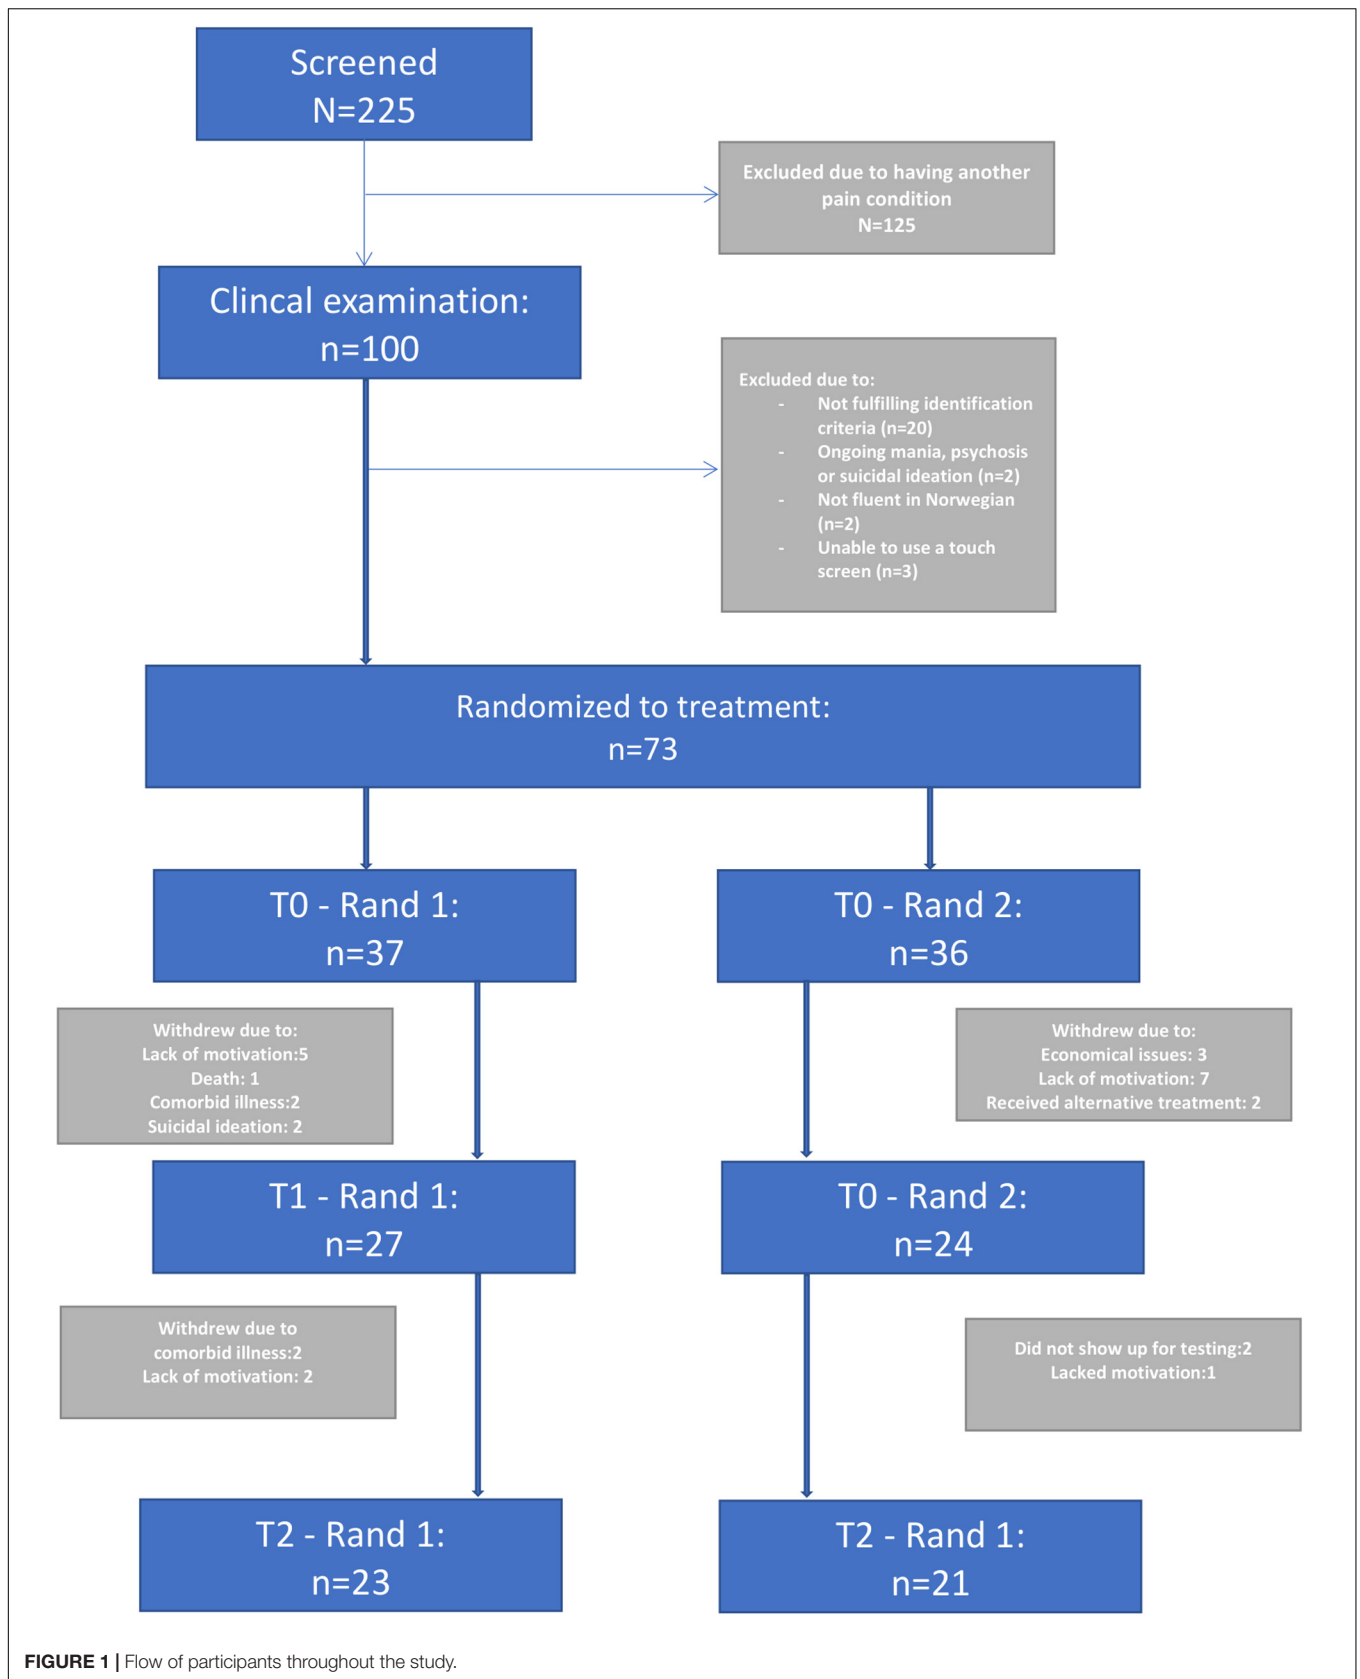 Screened
N=225
Excluded due to having another
pain condition
N=125
Clincal examination:
n=100
Excluded due to:
- Not fulfilling identification
criteria (n=20)
- Ongoing mania, psychosis
or suicidal ideation (n=2)
- Not fluent in Norwegian
(n=2)
- Unable to use a touch
screen (n=3)
Randomized to treatment:
n=73
T0 - Rand 1:
n=37
T0 - Rand 2:
n=36
Withdrew due to:
Lack of motivation:5
Death: 1
Comorbid illness:2
Suicidal ideation: 2
Withdrew due to:
Economical issues: 3
Lack of motivation: 7
Received alternative treatment: 2
T1 - Rand 1:
n=27
T0 - Rand 2:
n=24
Withdrew due to
comorbid illness:2
Lack of motivation: 2
Did not show up for testing:2
Lacked motivation:1
T2 - Rand 1:
n=23
T2 - Rand 1:
n=21
FIGURE 1 | Flow of participants throughout the study.